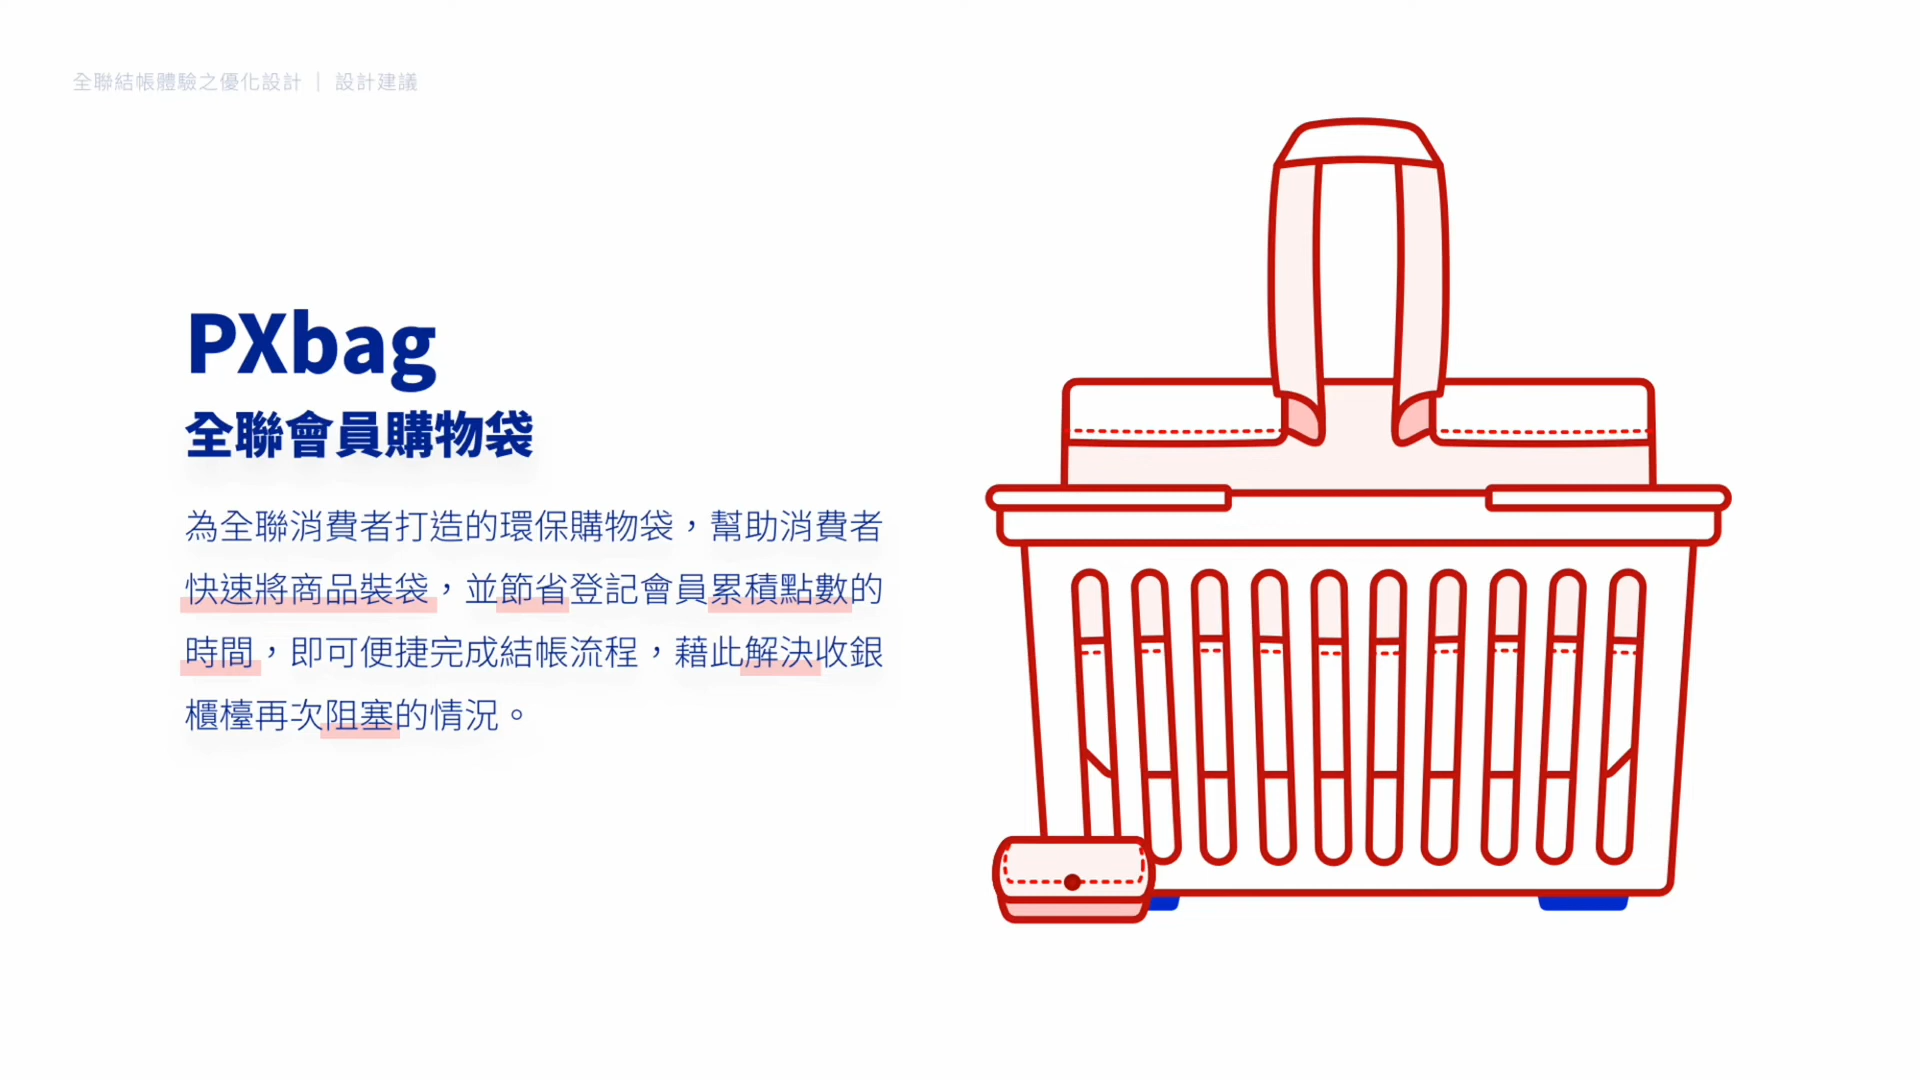 全聯結帳體驗之優化設計 ｜ 設計建議
PXbag
全聯會員購物袋
為全聯消費者打造的環保購物袋，幫助消費者
快速將商品裝袋，並節省登記會員累積點數的
時間，即可便捷完成結帳流程，藉此解決收銀
櫃檯再次阻塞的情況。